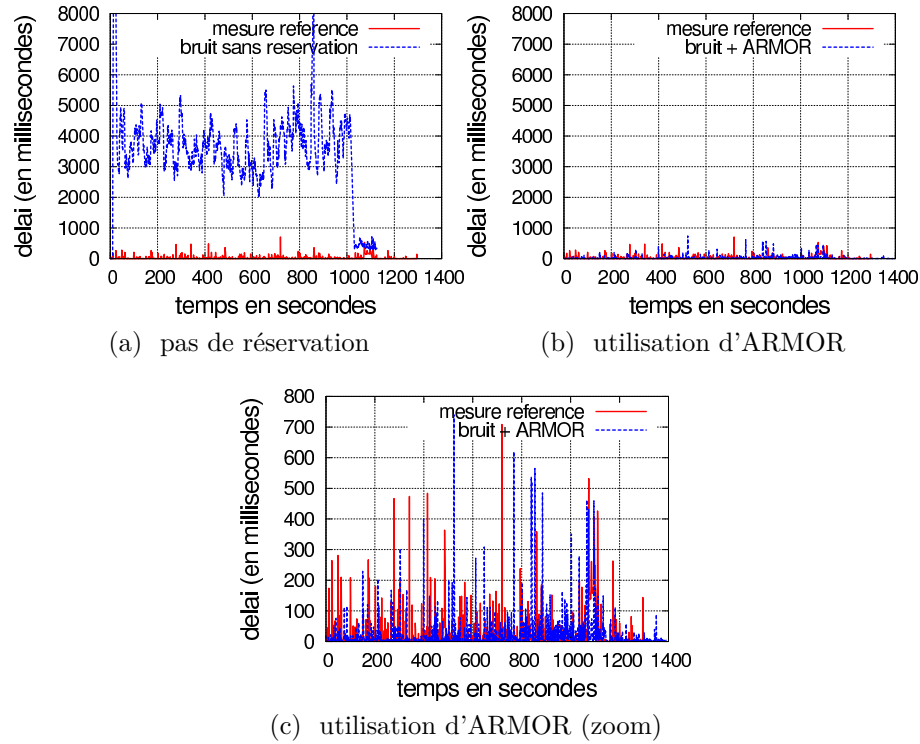 8000
7000
6000
5000
4000
3000
2000
1000
0
delai (en millisecondes)
mesure reference
bruit sans reservation
0 200 400 600 800 1000 1200 1400
temps en secondes
(a) pas de réservation
8000
7000
6000
5000
4000
3000
2000
1000
0
delai (en millisecondes)
mesure reference
bruit + ARMOR
0 200 400 600 800 1000 1200 1400
temps en secondes
(b) utilisation d'ARMOR
800
700
600
500
400
300
200
100
0
delai (en millisecondes)
mesure reference
bruit + ARMOR
0 200 400 600 800 1000 1200 1400
temps en secondes
(c) utilisation d'ARMOR (zoom)